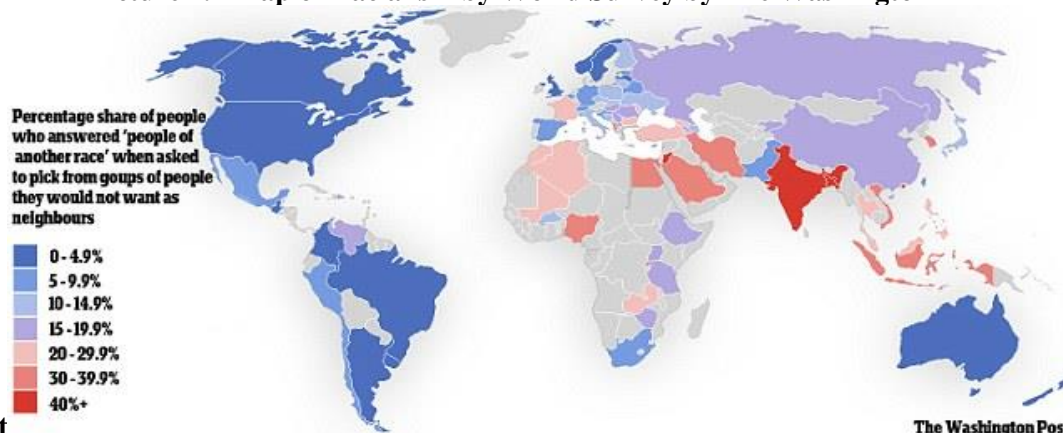 Percentage share of people
who answered 'people of
another race' when asked
to pick from goups of people
they would not want as
neighbours
0-4.9%
5-9.9%
10-14.9%
15-19.9%
20-29.9%
30-39.9%
40%+
t
The Washington Pos